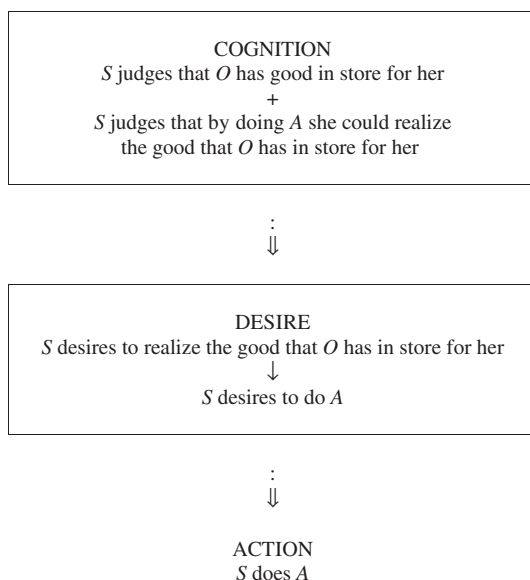 COGNITION
S judges that O has good in store for her
+
S judges that by doing A she could realize
the good that O has in store for her
:
⇓
DESIRE
S desires to realize the good that O has in store for her
↓
S desires to do A
:
⇓
ACTION
S does A